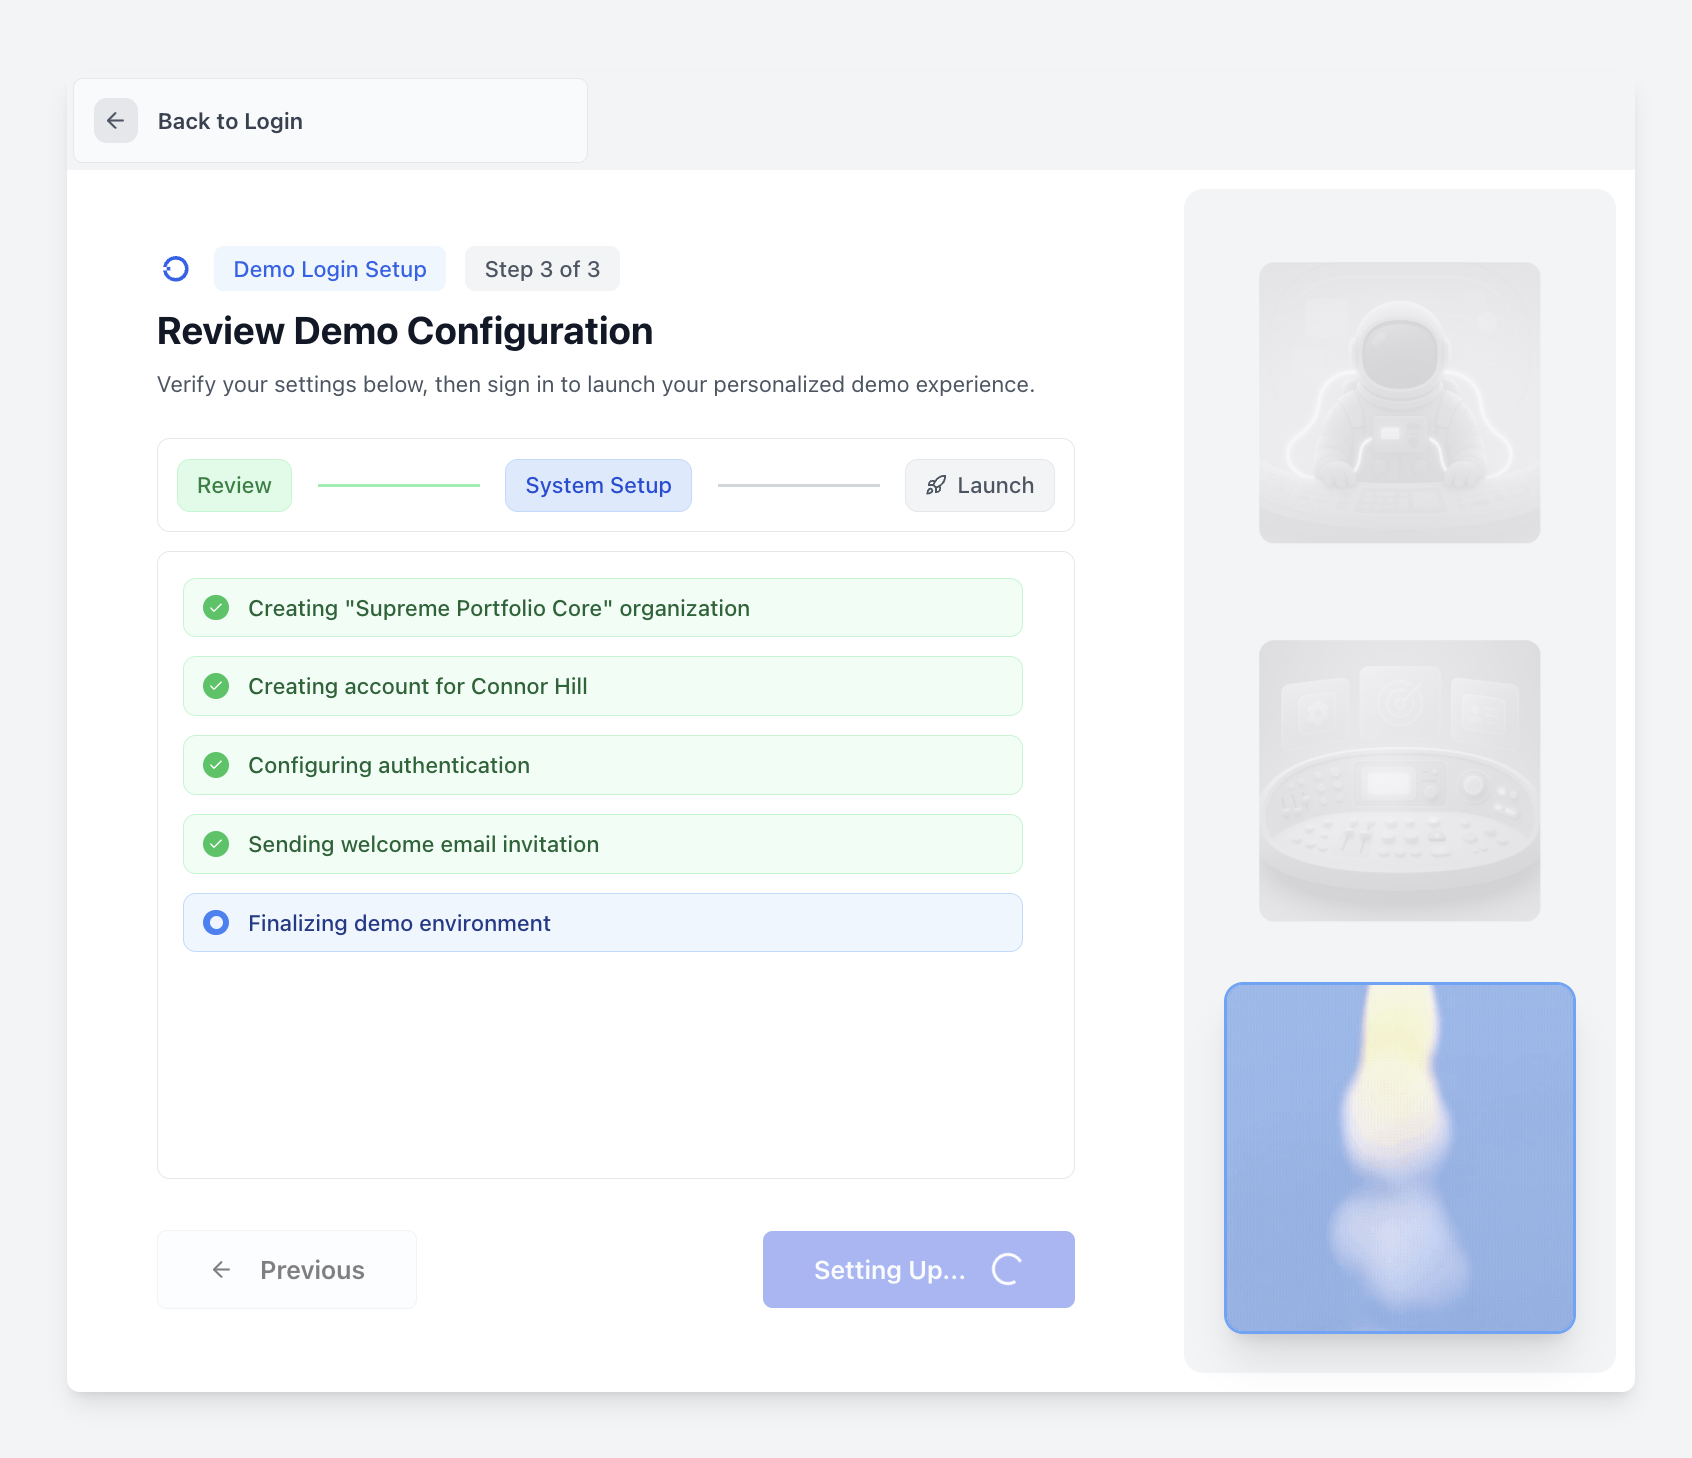 Back to Login
Demo Login Setup
Step 3 of 3
Review Demo Configuration
Verify your settings below, then sign in to launch your personalized demo experience.
Review
System Setup
Launch
Creating "Supreme Portfolio Core" organization
Creating account for Connor Hill
Configuring authentication
Sending welcome email invitation
Finalizing demo environment
Previous
Setting Up...